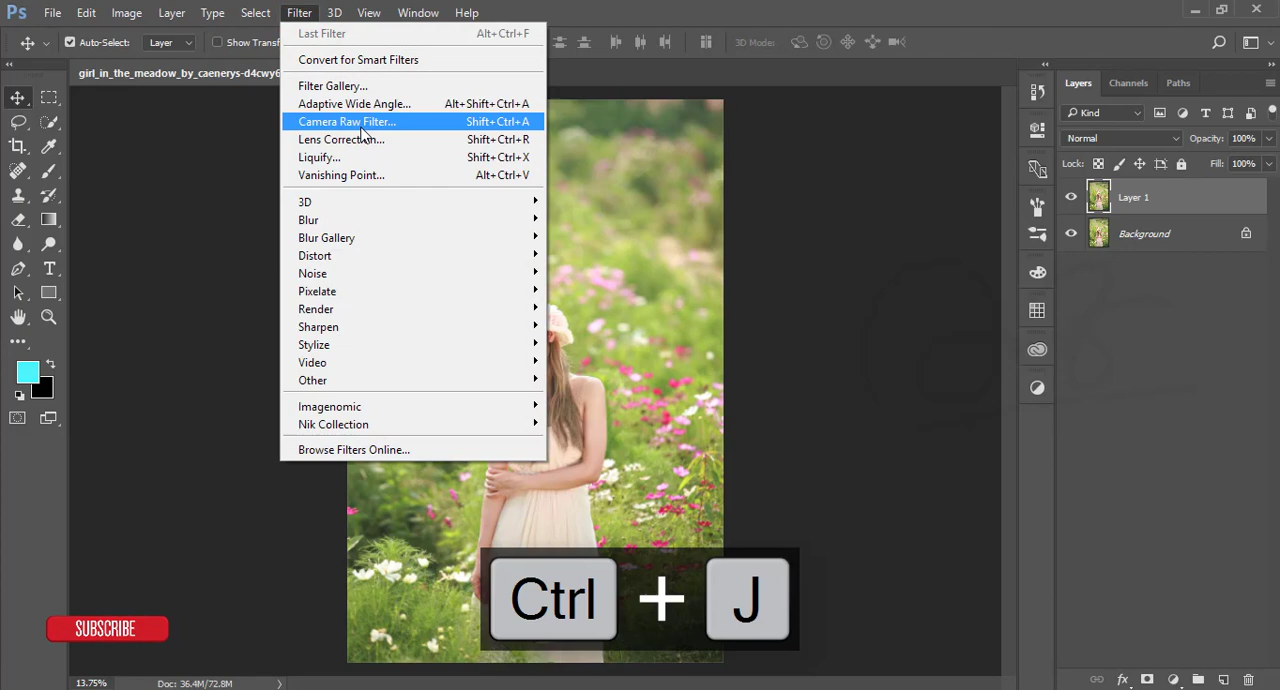 Ps File Edit Image Layer Type Select Filter 3D View Window Help
Auto-Select: Layer Show Transf 3D Mode:
girl_in_the_meadow_by_caenerys-d4cwy6
Last Filter Alt+Ctrl+F
Convert for Smart Filters
Filter Gallery...
Adaptive Wide Angle... Alt+Shift+Ctrl+A
Camera Raw Filter... Shift+Ctrl+A
Lens Correction... Shift+Ctrl+R
Liquify... Shift+Ctrl+X
Vanishing Point... Alt+Ctrl+V
3D
Blur
Blur Gallery
Distort
Noise
Pixelate
Render
Sharpen
Stylize
Video
Other
Imagenomic
Nik Collection
Browse Filters Online...
Layers Channels Paths
Kind
Normal Opacity: 100%
Lock: Fill: 100%
Layer 1
Background
Ctrl + J
SUBSCRIBE
13.75% Doc: 36.4M/72.8M
fx